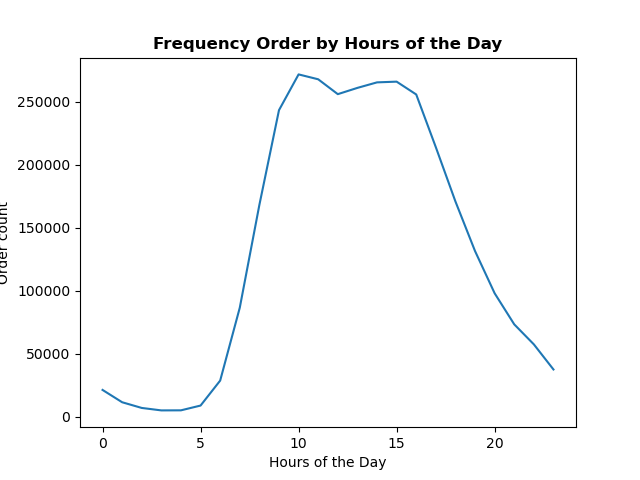 Frequency Order by Hours of the Day
250000
200000
150000
100000
50000
0
Order count
0 5 10 15 20
Hours of the Day